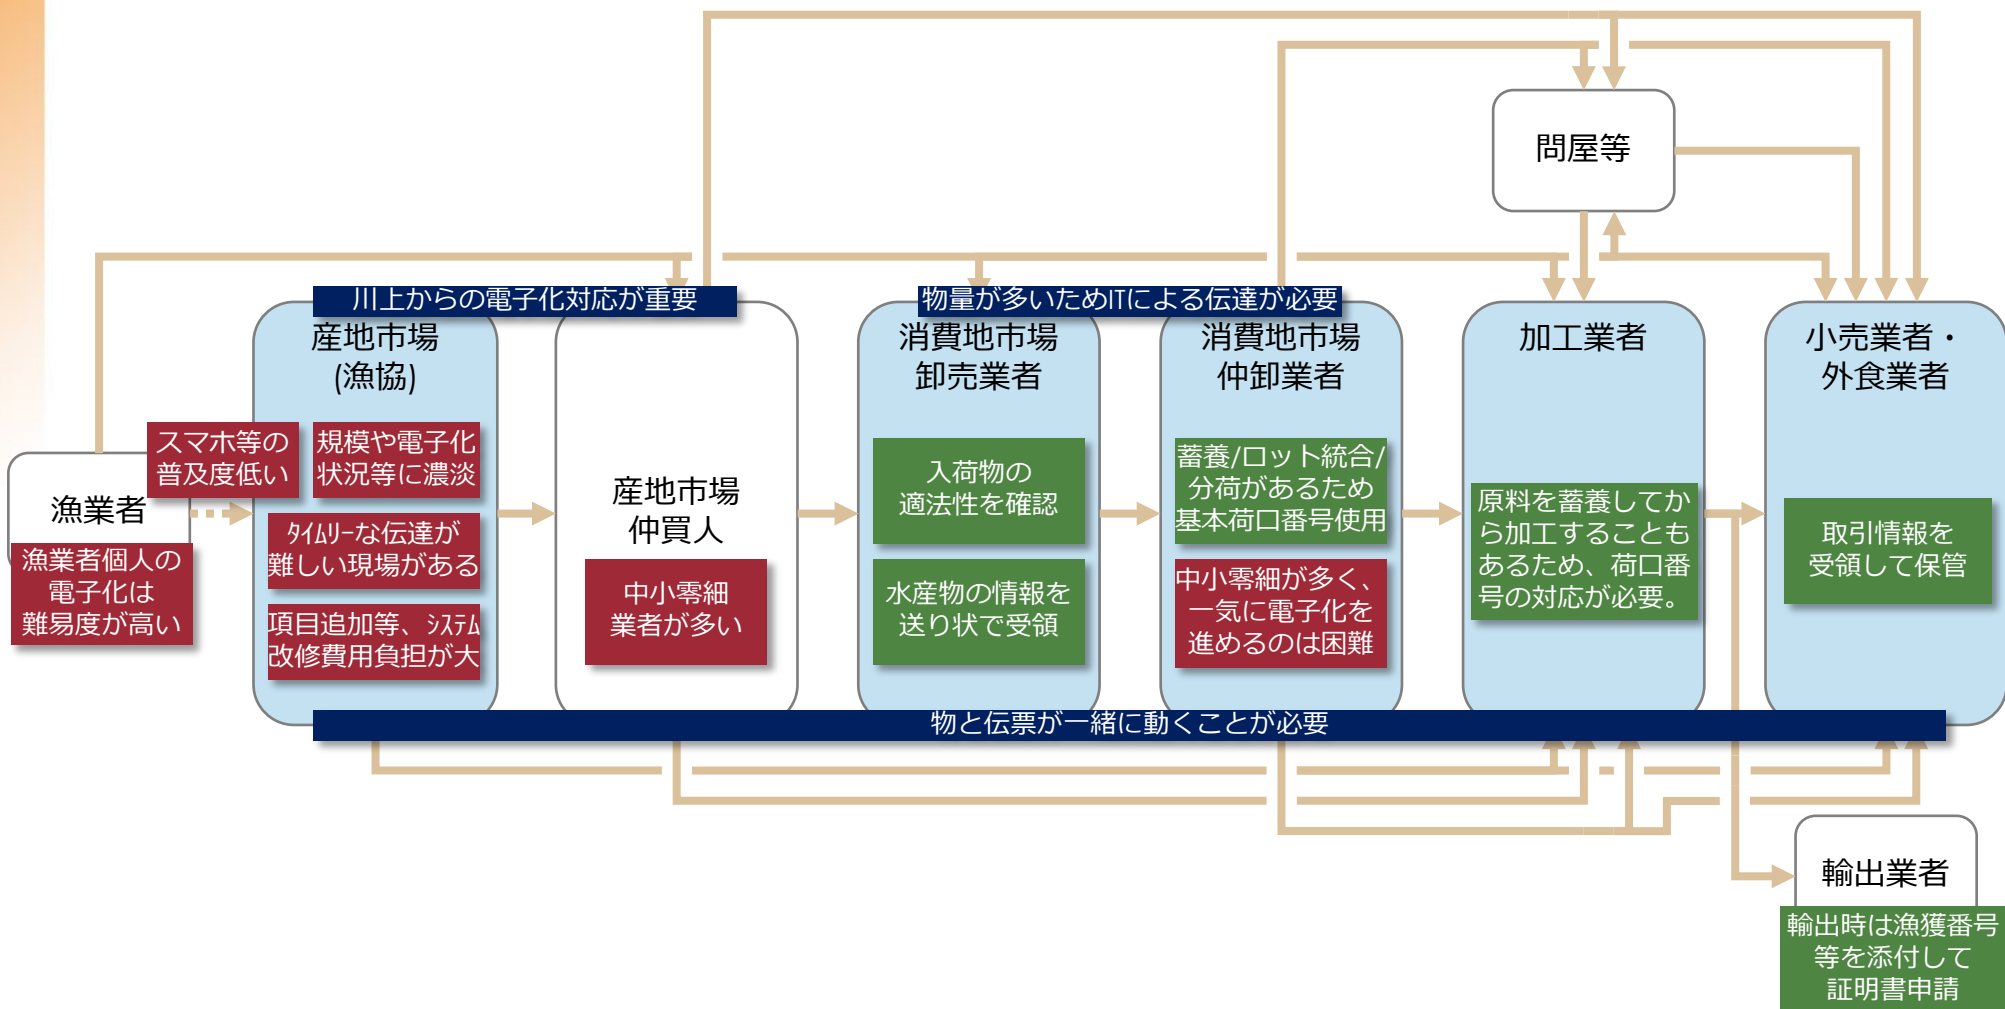 問屋等
川上からの電子化対応が重要
物量が多いためITによる伝達が必要
漁業者
スマホ等の
普及度低い
漁業者個人の
電子化は
難易度が高い
産地市場
(漁協)
規模や電子化
状況等に濃淡
ﾀｲﾑﾘｰな伝達が
難しい現場がある
項目追加等、ｼｽﾃﾑ
改修費用負担が大
産地市場
仲買人
中小零細
業者が多い
消費地市場
卸売業者
入荷物の
適法性を確認
水産物の情報を
送り状で受領
消費地市場
仲卸業者
蓄養/ロット統合/
分荷があるため
基本荷口番号使用
中小零細が多く、
一気に電子化を
進めるのは困難
加工業者
原料を蓄養してか
ら加工することも
あるため、荷口番
号の対応が必要。
小売業者・
外食業者
取引情報を
受領して保管
物と伝票が一緒に動くことが必要
輸出業者
輸出時は漁獲番号
等を添付して
証明書申請